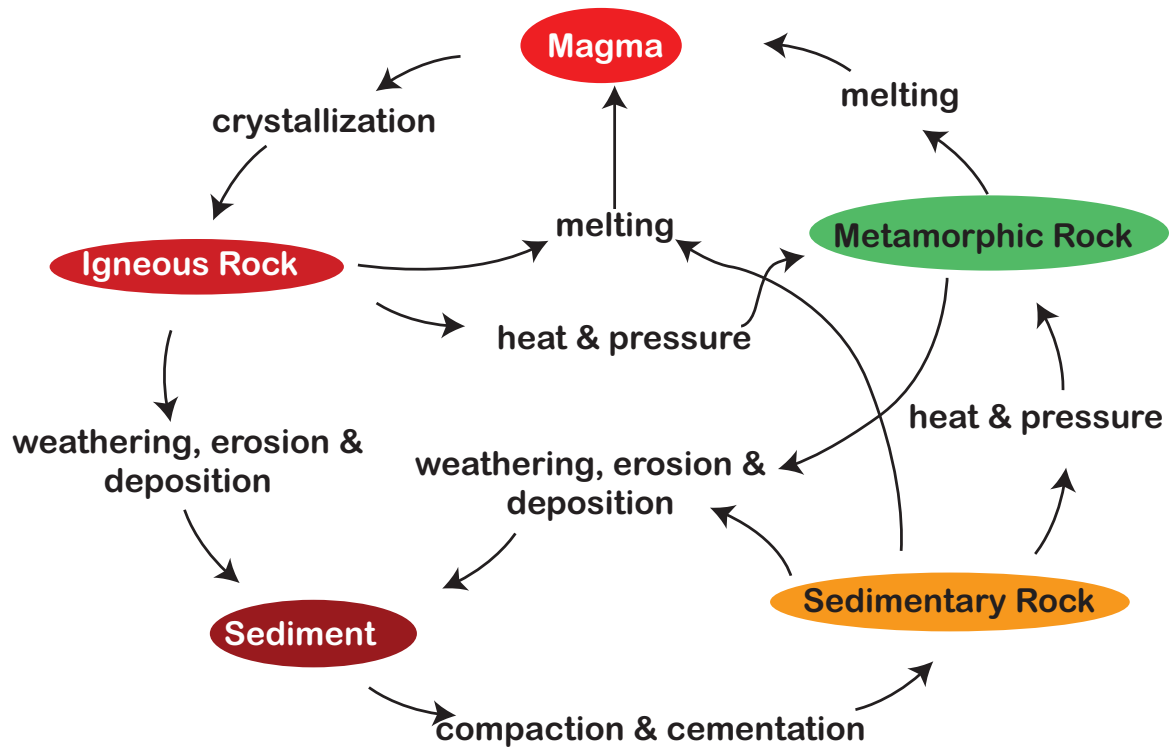 Magma
melting
crystallization
melting
Metamorphic Rock
Igneous Rock
heat & pressure
heat & pressure
weathering, erosion &
deposition
weathering, erosion &
deposition
Sedimentary Rock
Sediment
compaction & cementation